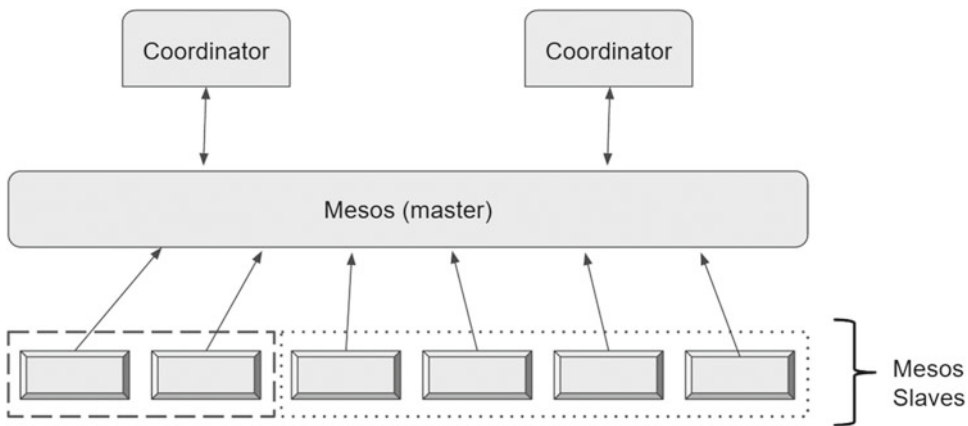 Coordinator
Coordinator
Mesos (master)
Mesos
Slaves